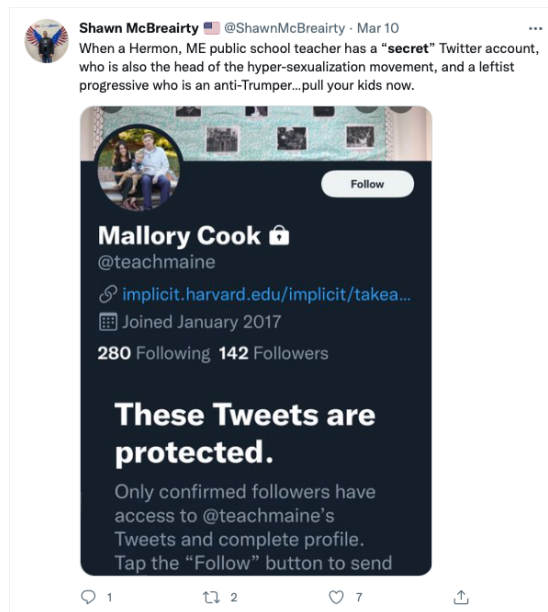 Shawn McBreairty 🇺🇸 @ShawnMcBreairty · Mar 10
When a Hermon, ME public school teacher has a “secret” Twitter account,
who is also the head of the hyper-sexualization movement, and a leftist
progressive who is an anti-Trumper...pull your kids now.
Follow
Mallory Cook
@teachmaine
implicit.harvard.edu/implicit/takea...
Joined January 2017
280 Following 142 Followers
These Tweets are
protected.
Only confirmed followers have
access to @teachmaine’s
Tweets and complete profile.
Tap the “Follow” button to send
1 2 7